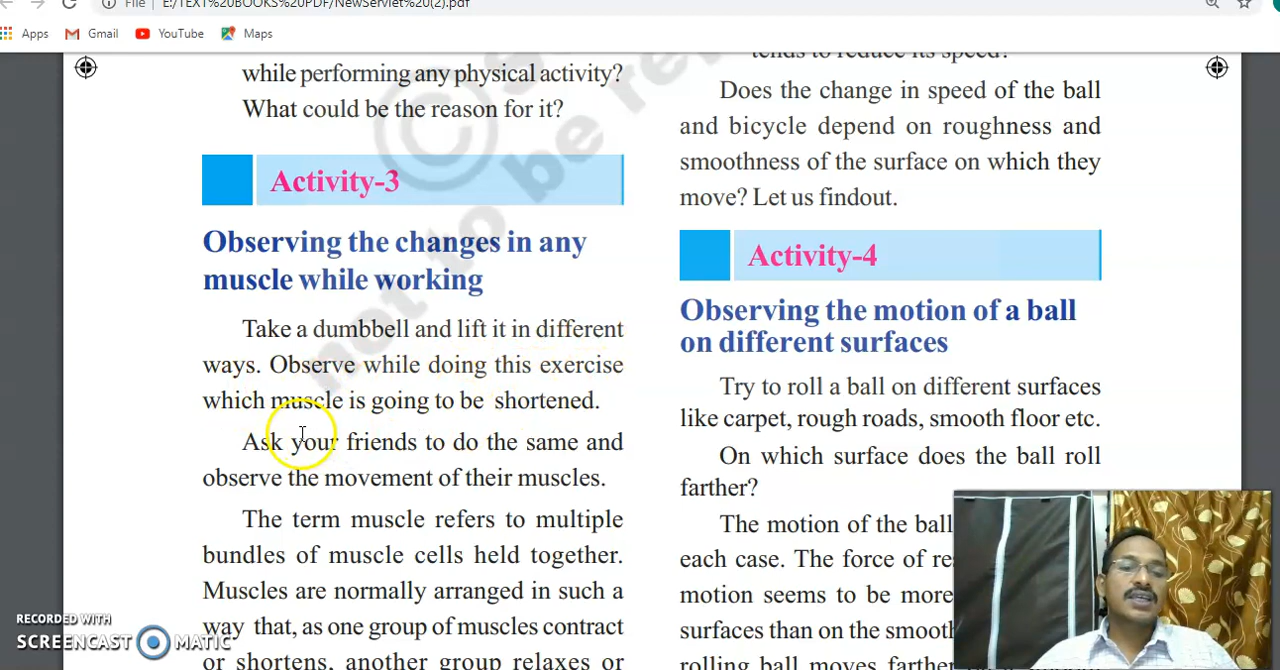 File
E:/TEXT%20BOOKS%20PDF/NewServlet%20(2).pdf
Apps
Gmail
YouTube
Maps
while performing any physical activity?
What could be the reason for it?
Activity-3
Observing the changes in any
muscle while working
Take a dumbbell and lift it in different
ways. Observe while doing this exercise
which muscle is going to be shortened.
Ask your friends to do the same and
observe the movement of their muscles.
The term muscle refers to multiple
bundles of muscle cells held together.
Muscles are normally arranged in such a
way that, as one group of muscles contract
or shortens, another group relaxes or
tends to reduce its speed?
Does the change in speed of the ball
and bicycle depend on roughness and
smoothness of the surface on which they
move? Let us findout.
Activity-4
Observing the motion of a ball
on different surfaces
Try to roll a ball on different surfaces
like carpet, rough roads, smooth floor etc.
On which surface does the ball roll
farther?
The motion of the ball
each case. The force of
motion seems to be more
surfaces than on the
rolling ball moves farther
©
not to be
RECORDED WITH
SCREENCAST MATIC